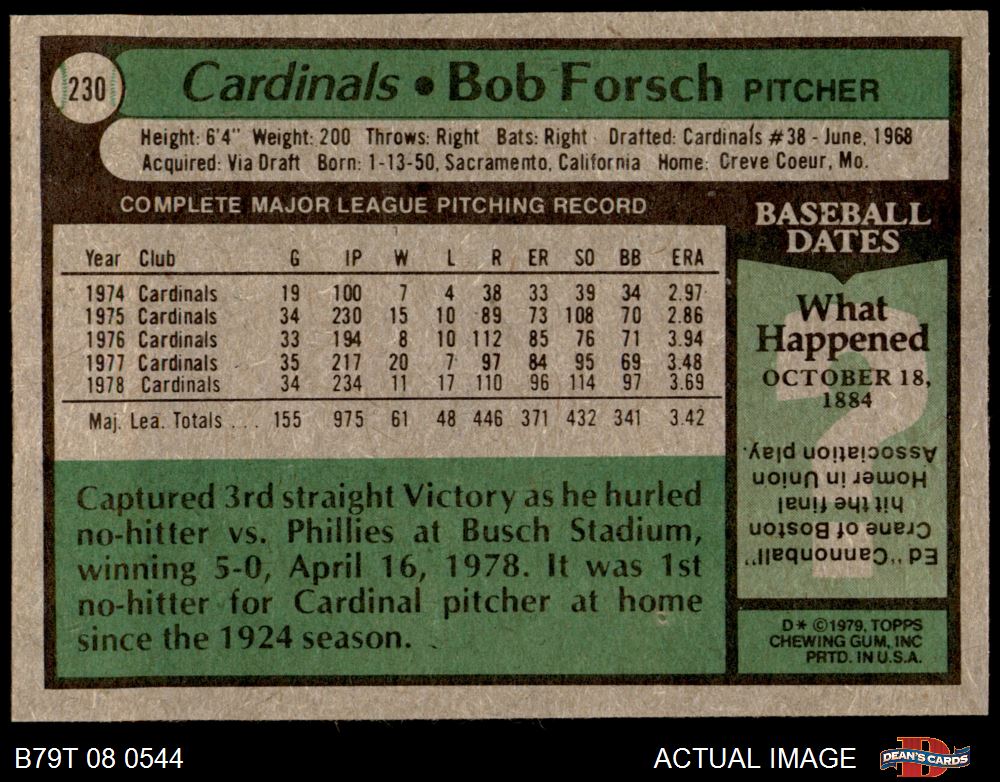 230
Cardinals • Bob Forsch PITCHER
Height: 6'4" Weight: 200 Throws: Right Bats: Right Drafted: Cardinals #38 - June, 1968
Acquired: Via Draft Born: 1-13-50, Sacramento, California Home: Creve Coeur, Mo.
COMPLETE MAJOR LEAGUE PITCHING RECORD
Year Club G IP W L R ER SO BB ERA
1974 Cardinals 19 100 7 4 38 33 39 34 2.97
1975 Cardinals 34 230 15 10 89 73 108 70 2.86
1976 Cardinals 33 194 8 10 112 85 76 71 3.94
1977 Cardinals 35 217 20 7 97 84 95 69 3.48
1978 Cardinals 34 234 11 17 110 96 114 97 3.69
Maj. Lea. Totals . . . 155 975 61 48 446 371 432 341 3.42
Captured 3rd straight Victory as he hurled
no-hitter vs. Phillies at Busch Stadium,
winning 5-0, April 16, 1978. It was 1st
no-hitter for Cardinal pitcher at home
since the 1924 season.
BASEBALL
DATES
What
Happened
OCTOBER 18,
1884
Ed "Cannonball"
Crane of Boston
hit the final
Homer in Union
Association play.
D* ©1979, TOPPS
CHEWING GUM, INC
PRTD. IN U.S.A.
B79T 08 0544
ACTUAL IMAGE
DEAN'S CARDS